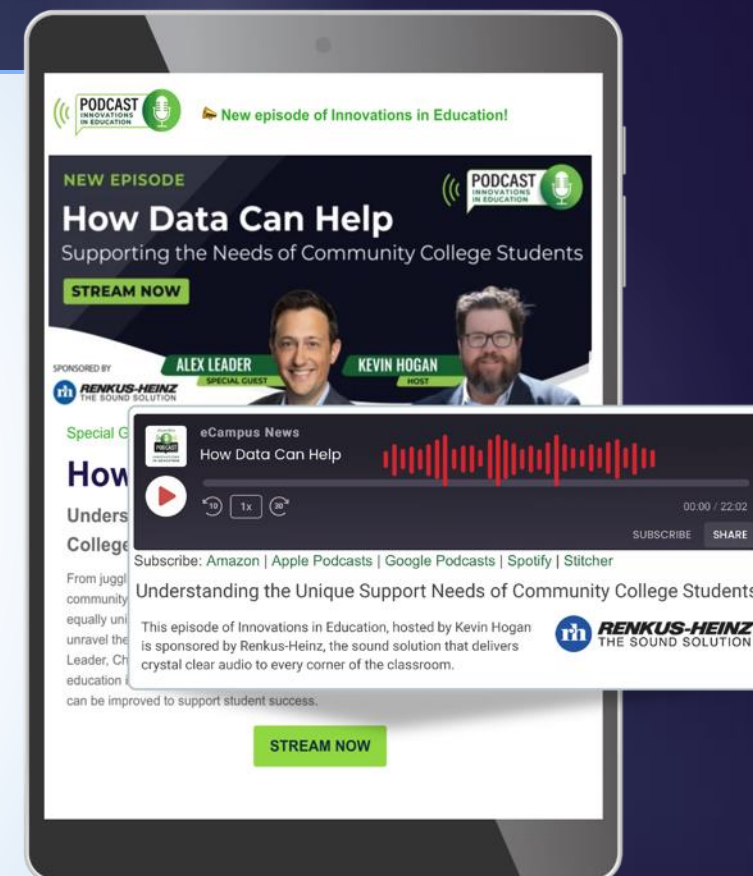 PODCAST
INNOVATIONS
IN EDUCATION
New episode of Innovations in Education!
NEW EPISODE
PODCAST
INNOVATIONS
IN EDUCATION
How Data Can Help
Supporting the Needs of Community College Students
STREAM NOW
SPONSORED BY
rh RENKUS-HEINZ
THE SOUND SOLUTION
ALEX LEADER
SPECIAL GUEST
KEVIN HOGAN
HOST
Special G
How
Unders
College
From juggl
community
equally uni
unravel the
Leader, Ch
education i
can be improved to support student success.
STREAM NOW
PODCAST
eCampus News
How Data Can Help
10
1x
30
00:00 / 22:02
SUBSCRIBE SHARE
Subscribe: Amazon | Apple Podcasts | Google Podcasts | Spotify | Stitcher
Understanding the Unique Support Needs of Community College Students
This episode of Innovations in Education, hosted by Kevin Hogan
is sponsored by Renkus-Heinz, the sound solution that delivers
crystal clear audio to every corner of the classroom.
rh RENKUS-HEINZ
THE SOUND SOLUTION